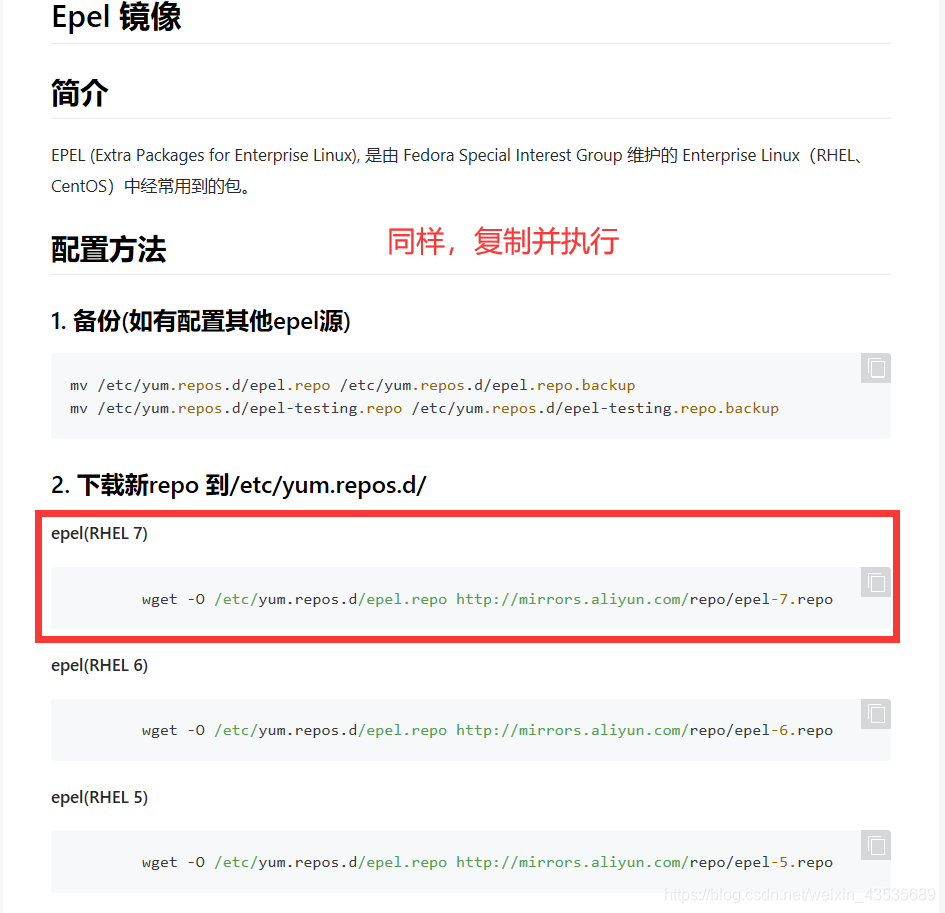 Epel 镜像
简介
EPEL (Extra Packages for Enterprise Linux), 是由 Fedora Special Interest Group 维护的 Enterprise Linux（RHEL、
CentOS）中经常用到的包。
配置方法
同样，复制并执行
1. 备份(如有配置其他epel源)
mv /etc/yum.repos.d/epel.repo /etc/yum.repos.d/epel.repo.backup
mv /etc/yum.repos.d/epel-testing.repo /etc/yum.repos.d/epel-testing.repo.backup
2. 下载新repo 到/etc/yum.repos.d/
epel(RHEL 7)
wget -O /etc/yum.repos.d/epel.repo http://mirrors.aliyun.com/repo/epel-7.repo
epel(RHEL 6)
wget -O /etc/yum.repos.d/epel.repo http://mirrors.aliyun.com/repo/epel-6.repo
epel(RHEL 5)
wget -O /etc/yum.repos.d/epel.repo http://mirrors.aliyun.com/repo/epel-5.repo
https://blog.csdn.net/weixin_43535689